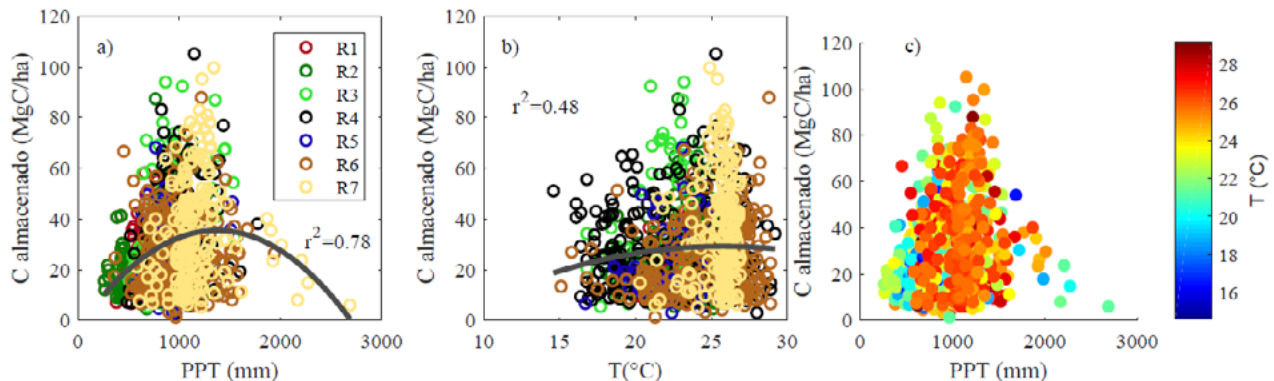 a)
R1
R2
R3
R4
R5
R6
R7
r²=0.78
C almacenado (MgC/ha)
120
100
80
60
40
20
0
0 1000 2000 3000
PPT (mm)
b)
r²=0.48
C almacenado (MgC/ha)
120
100
80
60
40
20
0
10 15 20 25 30
T(°C)
c)
C almacenado (MgC/ha)
120
100
80
60
40
20
0
0 1000 2000 3000
PPT (mm)
28
26
24
22
20
18
16
T (°C)